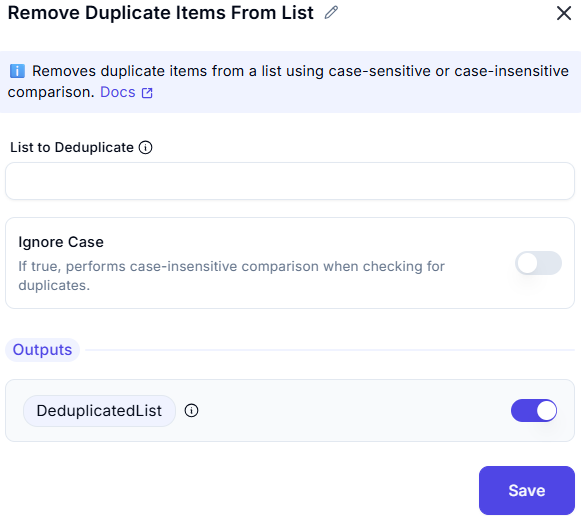 Remove Duplicate Items From List
Removes duplicate items from a list using case-sensitive or case-insensitive
comparison. Docs
List to Deduplicate
Ignore Case
If true, performs case-insensitive comparison when checking for
duplicates.
Outputs
DeduplicatedList
Save